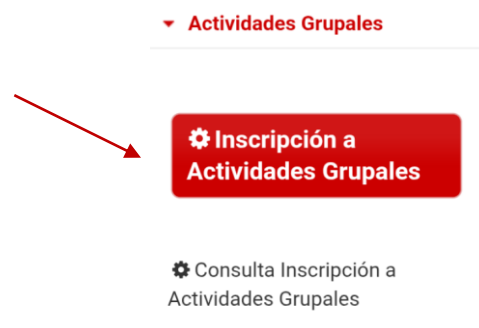 Actividades Grupales
Inscripción a
Actividades Grupales
Consulta Inscripción a
Actividades Grupales